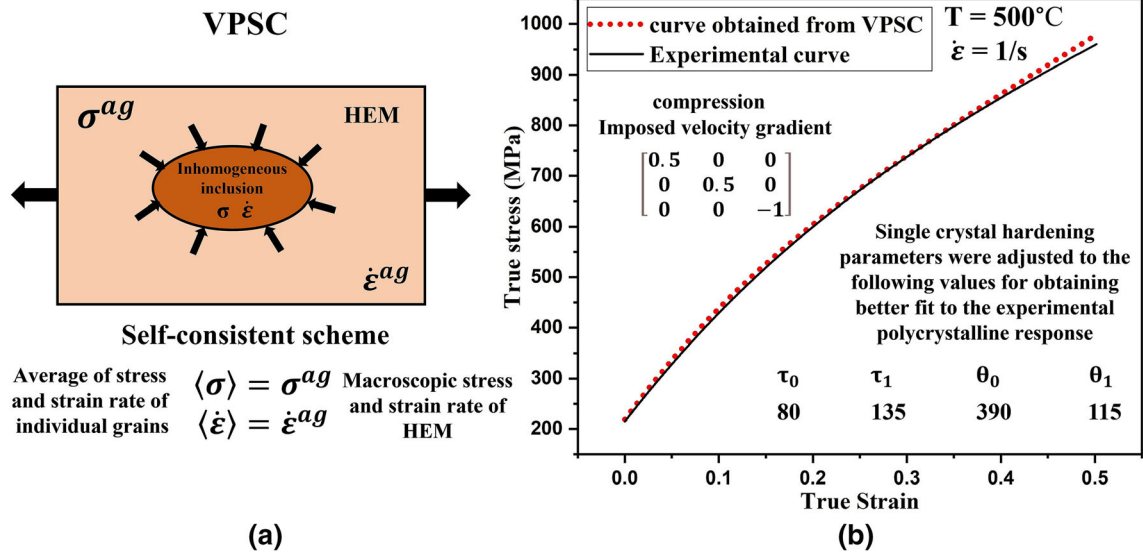 VPSC
σ^ag
HEM
Inhomogeneous
inclusion
σ ε̇
ε̇^ag
Self-consistent scheme
Average of stress
and strain rate of
individual grains
⟨σ⟩ = σ^ag
⟨ε̇⟩ = ε̇^ag
Macroscopic stress
and strain rate of
HEM
(a)
curve obtained from VPSC
Experimental curve
T = 500°C
ε̇ = 1/s
compression
Imposed velocity gradient
0.5 0 0
0 0.5 0
0 0 −1
Single crystal hardening
parameters were adjusted to the
following values for obtaining
better fit to the experimental
polycrystalline response
τ₀ τ₁ θ₀ θ₁
80 135 390 115
True stress (MPa)
1000
900
800
700
600
500
400
300
200
0.0 0.1 0.2 0.3 0.4 0.5
True Strain
(b)